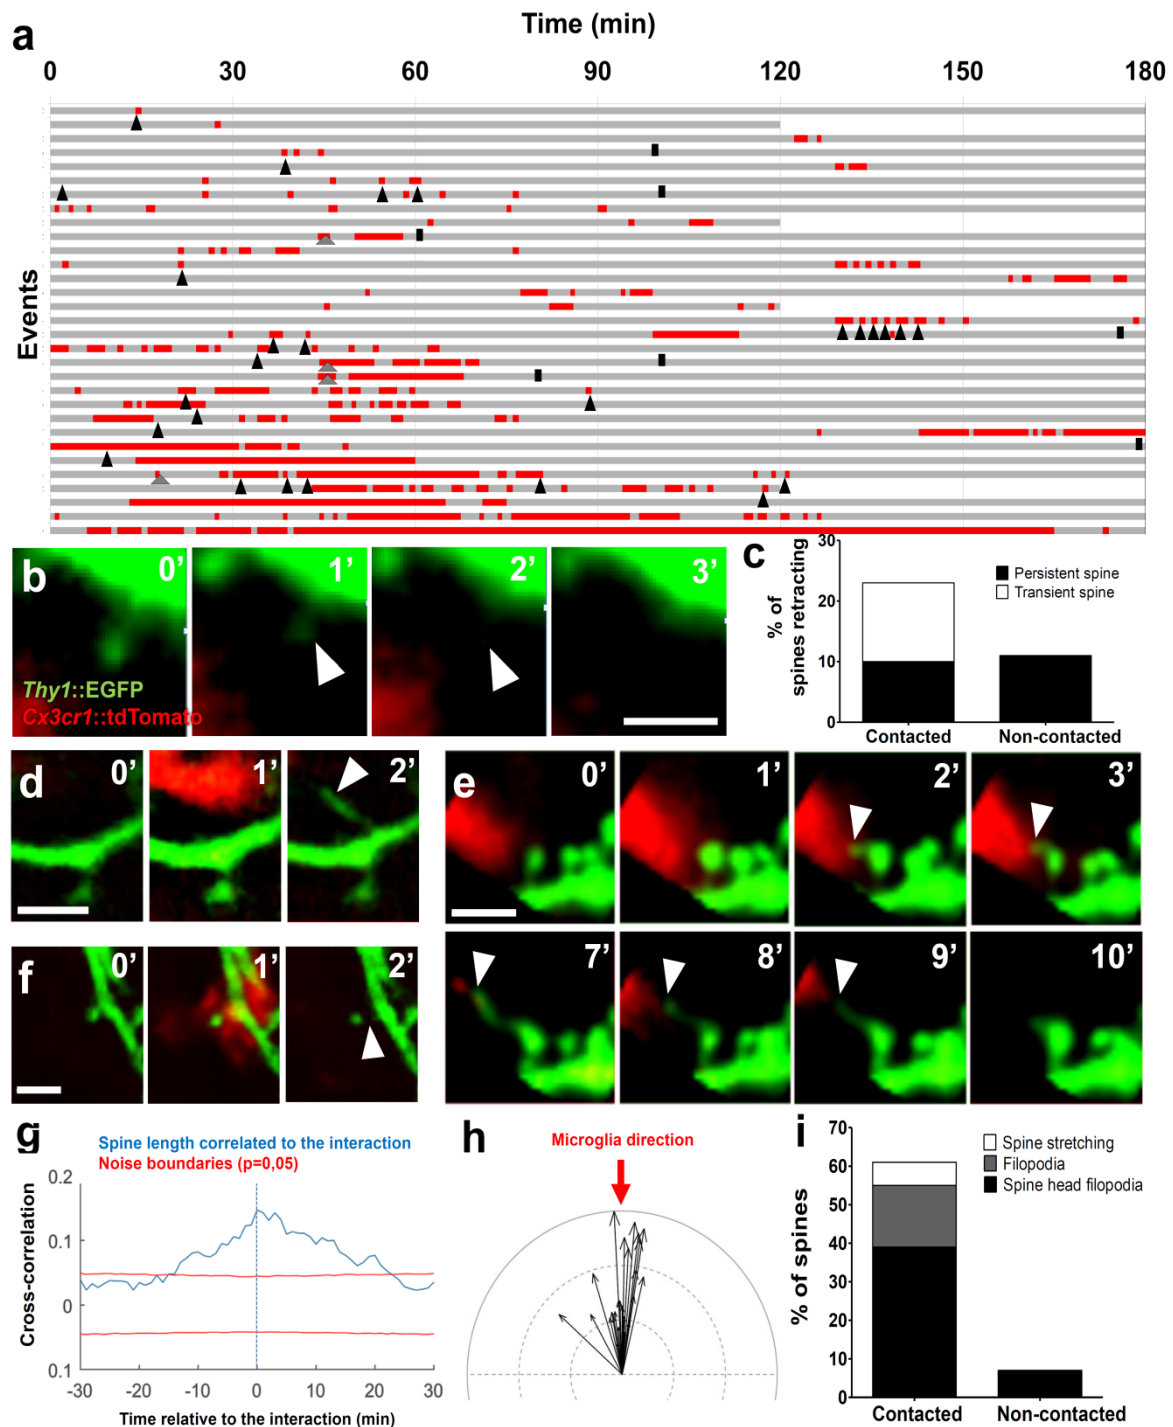 a
Time (min)
0 30 60 90 120 150 180
Events
b
0’ 1’ 2’ 3’
Thy1::EGFP
Cx3cr1::tdTomato
c
30
20
10
0
% of
spines retracting
Persistent spine
Transient spine
Contacted Non-contacted
d
0’ 1’ 2’
e
0’ 1’ 2’ 3’
7’ 8’ 9’ 10’
f
0’ 1’ 2’
g
Spine length correlated to the interaction
Noise boundaries (p=0,05)
0.2
0.1
0
0.1
Cross-correlation
-30 -20 -10 0 10 20 30
Time relative to the interaction (min)
h
Microglia direction
i
70
60
50
40
30
20
10
0
% of spines
Spine stretching
Filopodia
Spine head filopodia
Contacted Non-contacted